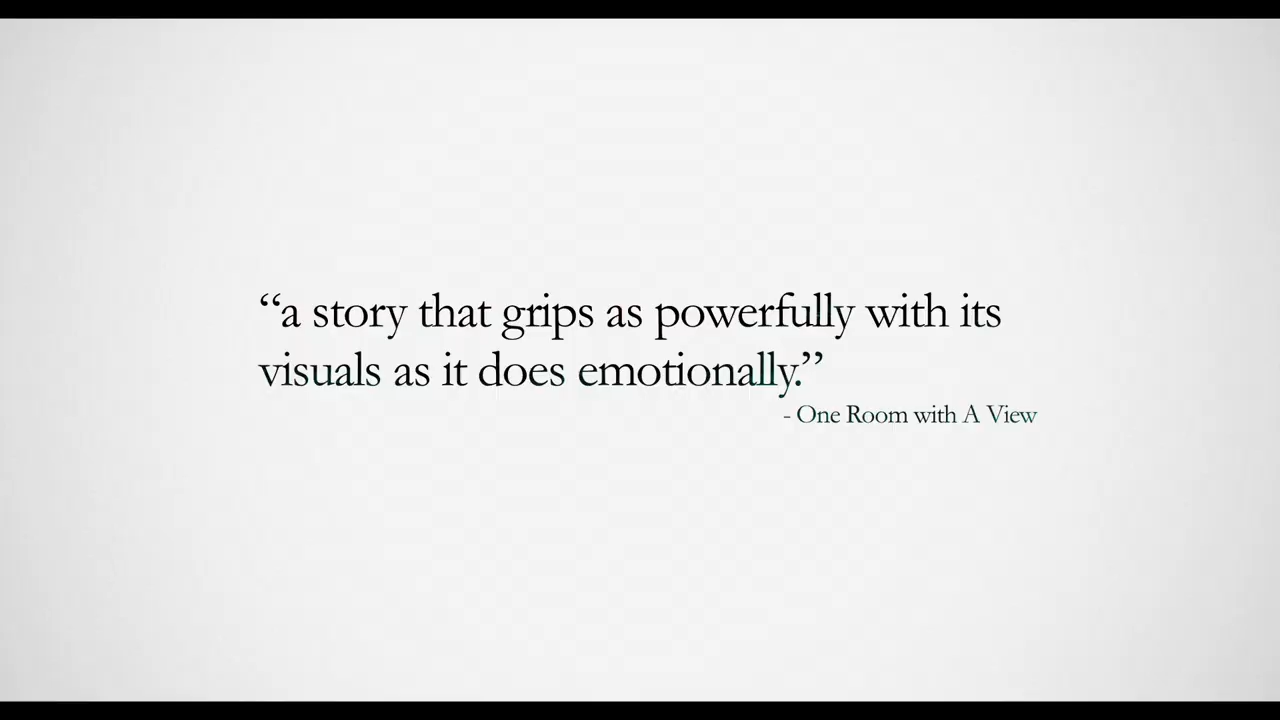 “a story that grips as powerfully with its
visuals as it does emotionally.”
- One Room with A View